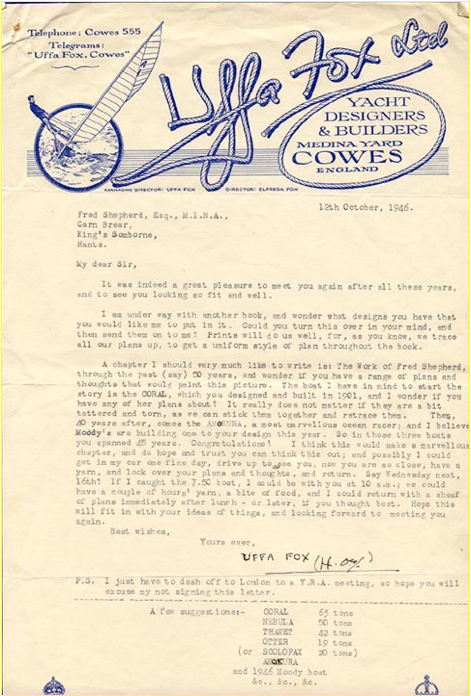 Telephone: Cowes 555
Telegrams:
"Uffa Fox, Cowes"
Uffa Fox Ltd
YACHT
DESIGNERS
& BUILDERS
MEDINA YARD
COWES
ENGLAND
MANAGING DIRECTOR: UFFA FOX DIRECTOR: ELFREDA FOX
12th October, 1946.
Fred Shepherd, Esq., M.I.N.A.,
Carn Brear,
King's Somborne,
Hants.
My dear Sir,
It was indeed a great pleasure to meet you again after all these years,
and to see you looking so fit and well.
I am under way with another book, and wonder what designs you have that
you would like me to put in it. Could you turn this over in your mind, and
then send them on to me? Prints will do us well, for, as you know, we trace
all our plans up, to get a uniform style of plan throughout the book.
A chapter I should very much like to write is: The Work of Fred Shepherd,
through the past (say) 50 years, and wonder if you have a range of plans and
thoughts that would paint this picture. The boat I have in mind to start the
story is the CORAL, which you designed and built in 1901, and I wonder if you
have any of her plans about? It really does not matter if they are a bit
tattered and torn, as we can stick them together and retrace them. Then,
40 years after, comes the AMOKURA, a most marvellous ocean racer; and I believe
Moody's are building one to your design this year. So in those three boats
you spanned 45 years. Congratulations! I think this would make a marvellous
chapter, and do hope and trust you can think this out; and possibly I could
get in my car one fine day, drive up to see you, now you are so close, have a
yarn, and look over your plans and thoughts, and return. Say Wednesday next,
16th? If I caught the 7.50 boat, I could be with you at 10 a.m.; we could
have a couple of hours' yarn, a bite of food, and I could return with a sheaf
of plans immediately after lunch - or later, if you thought best. Hope this
will fit in with your ideas of things, and looking forward to meeting you
again.
Best wishes,
Yours ever,
UFFA FOX
P.S. I just have to dash off to London to a Y.R.A. meeting, so hope you will
excuse my not signing this letter.
A few suggestions:- CORAL 63 tons
NEBULA 50 tons
THANET 42 tons
OTTER 19 tons
(or SCOLOPAX 20 tons)
AMOKURA
and 1946 Moody boat
&c., &c., &c.